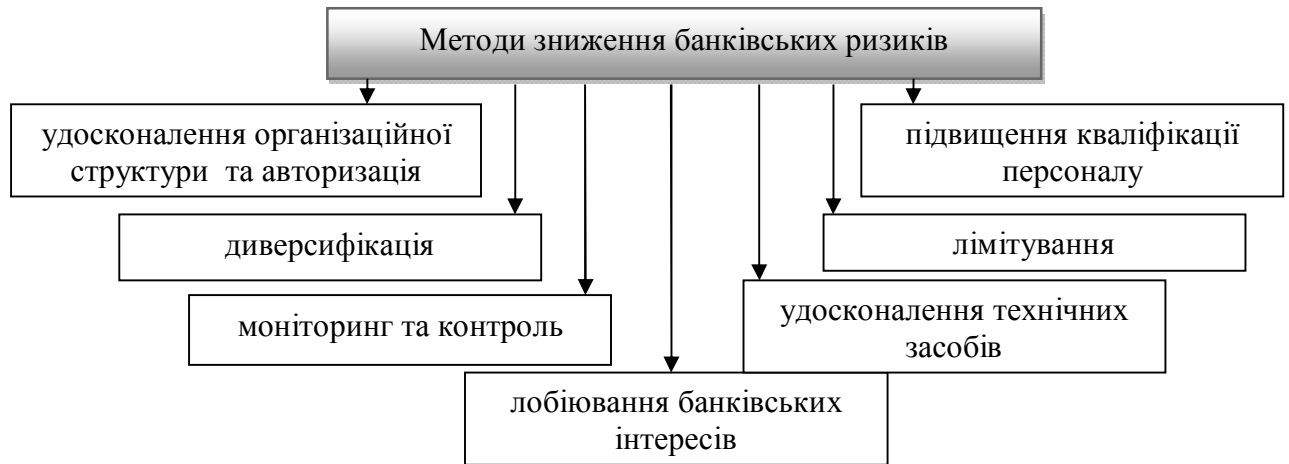 Методи зниження банківських ризиків
удосконалення організаційної
структури та авторизація
підвищення кваліфікації
персоналу
диверсифікація
лімітування
моніторинг та контроль
удосконалення технічних
засобів
лобіювання банківських
інтересів